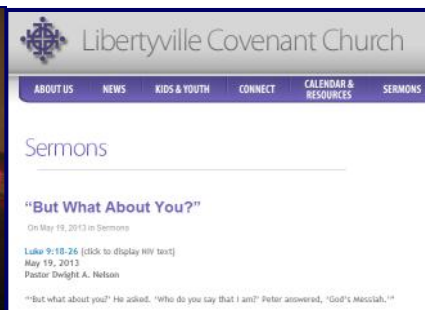 Libertyville Covenant Church
ABOUT US NEWS KIDS & YOUTH CONNECT CALENDAR & RESOURCES SERMONS
Sermons
"But What About You?"
On May 19, 2013 in Sermons
Luke 9:18-26 (click to display NIV text)
May 19, 2013
Pastor Dwight A. Nelson
"'But what about you?' He asked. 'Who do you say that I am?' Peter answered, 'God's Messiah.'"